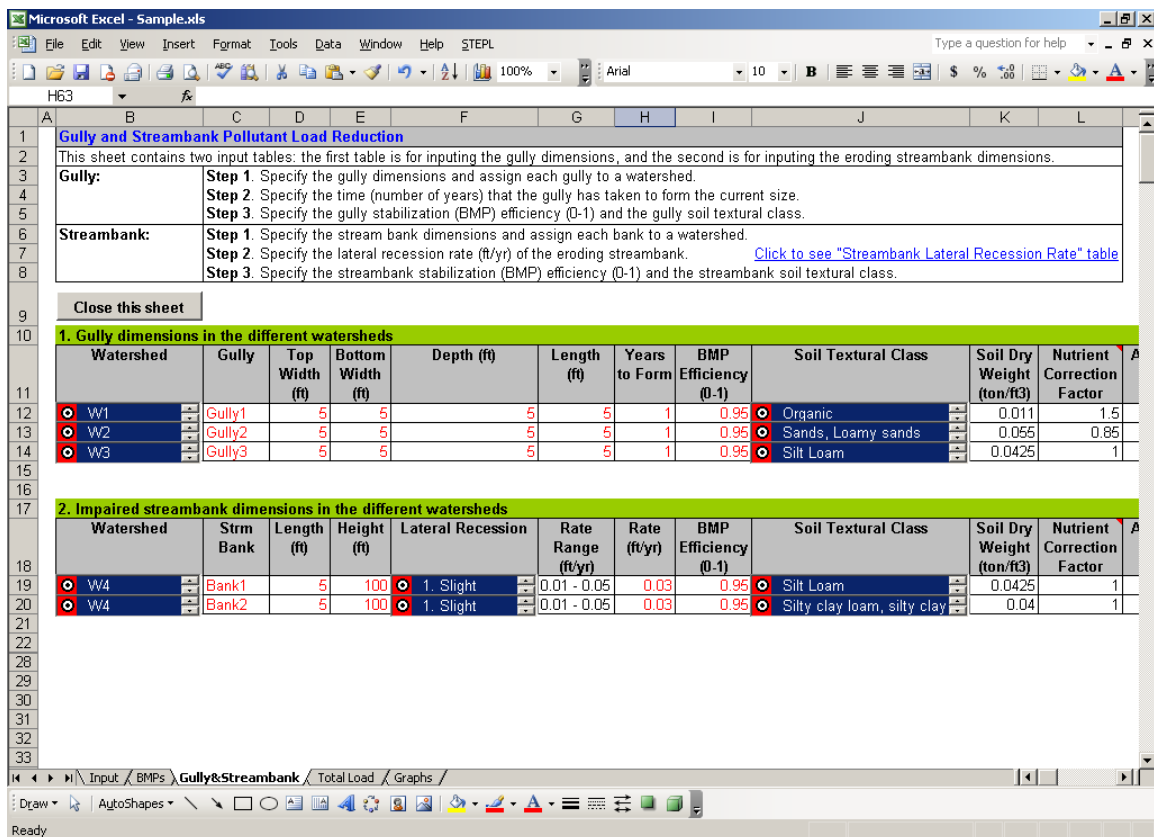 Microsoft Excel - Sample.xls
File Edit View Insert Format Tools Data Window Help STEPL Type a question for help
100% Arial 10 B $ % A
H63 fx
A B C D E F G H I J K L
1 Gully and Streambank Pollutant Load Reduction
2 This sheet contains two input tables: the first table is for inputing the gully dimensions, and the second is for inputing the eroding streambank dimensions.
3 Gully: Step 1. Specify the gully dimensions and assign each gully to a watershed.
4 Step 2. Specify the time (number of years) that the gully has taken to form the current size.
5 Step 3. Specify the gully stabilization (BMP) efficiency (0-1) and the gully soil textural class.
6 Streambank: Step 1. Specify the stream bank dimensions and assign each bank to a watershed.
7 Step 2. Specify the lateral recession rate (ft/yr) of the eroding streambank. Click to see "Streambank Lateral Recession Rate" table
8 Step 3. Specify the streambank stabilization (BMP) efficiency (0-1) and the streambank soil textural class.
9 Close this sheet
10 1. Gully dimensions in the different watersheds
Watershed Gully Top Bottom Depth (ft) Length Years BMP Soil Textural Class Soil Dry Nutrient A
Width Width (ft) to Form Efficiency Weight Correction
11 (ft) (ft) (0-1) (ton/ft3) Factor
12 W1 Gully1 5 5 5 5 1 0.95 Organic 0.011 1.5
13 W2 Gully2 5 5 5 5 1 0.95 Sands, Loamy sands 0.055 0.85
14 W3 Gully3 5 5 5 5 1 0.95 Silt Loam 0.0425 1
15
16
17 2. Impaired streambank dimensions in the different watersheds
Watershed Strm Length Height Lateral Recession Rate Rate BMP Soil Textural Class Soil Dry Nutrient A
Bank (ft) (ft) Range (ft/yr) Efficiency Weight Correction
18 (ft/yr) (0-1) (ton/ft3) Factor
19 W4 Bank1 5 100 1. Slight 0.01 - 0.05 0.03 0.95 Silt Loam 0.0425 1
20 W4 Bank2 5 100 1. Slight 0.01 - 0.05 0.03 0.95 Silty clay loam, silty clay 0.04 1
21
22
28
29
30
31
32
33
Input BMPs Gully&Streambank Total Load Graphs
Draw AutoShapes A A
Ready